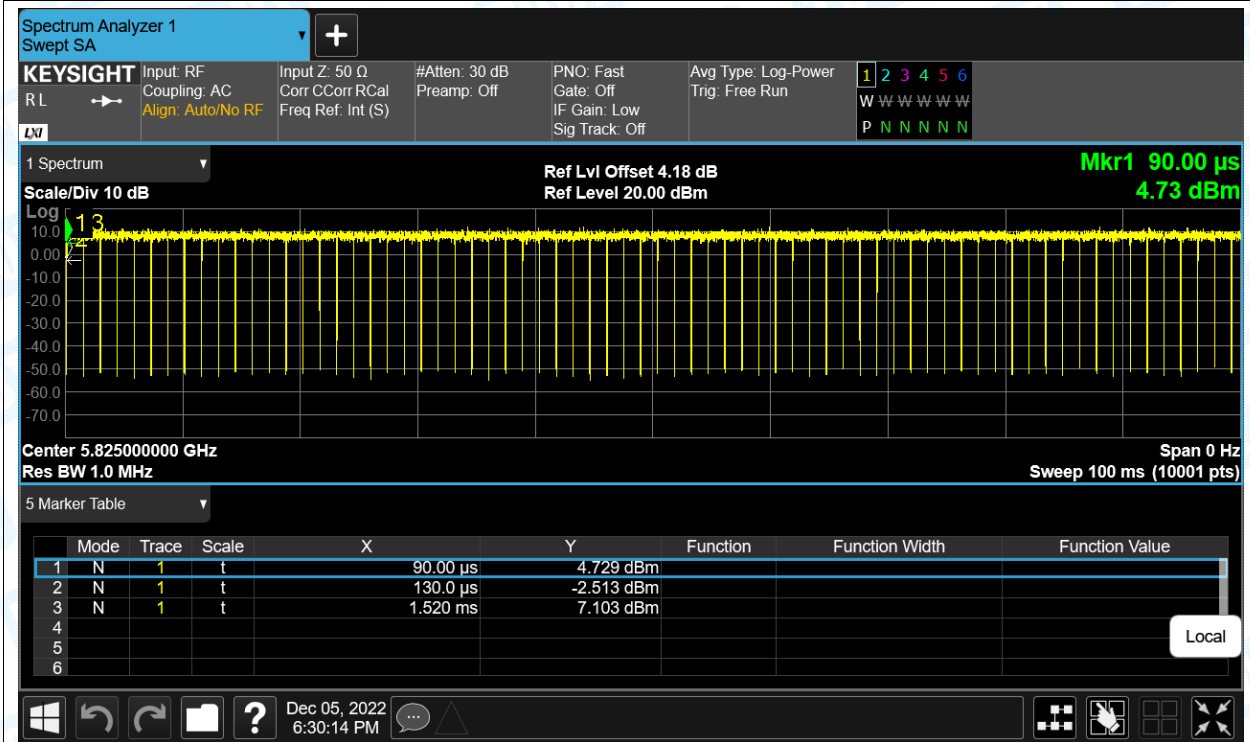 Spectrum Analyzer 1
Swept SA
KEYSIGHT
R L
LXI
Input: RF
Coupling: AC
Align: Auto/No RF
Input Z: 50 Ω
Corr CCorr RCal
Freq Ref: Int (S)
#Atten: 30 dB
Preamp: Off
PNO: Fast
Gate: Off
IF Gain: Low
Sig Track: Off
Avg Type: Log-Power
Trig: Free Run
1 2 3 4 5 6
W W W W W W
P N N N N N
1 Spectrum
Scale/Div 10 dB
Ref Lvl Offset 4.18 dB
Ref Level 20.00 dBm
Mkr1 90.00 µs
4.73 dBm
Log
1 3
2
10.0
0.00
-10.0
-20.0
-30.0
-40.0
-50.0
-60.0
-70.0
Center 5.825000000 GHz
Res BW 1.0 MHz
Span 0 Hz
Sweep 100 ms (10001 pts)
5 Marker Table
Mode Trace Scale X Y Function Function Width Function Value
1 N 1 t 90.00 µs 4.729 dBm
2 N 1 t 130.0 µs -2.513 dBm
3 N 1 t 1.520 ms 7.103 dBm
4
5
6
Local
?
Dec 05, 2022
6:30:14 PM